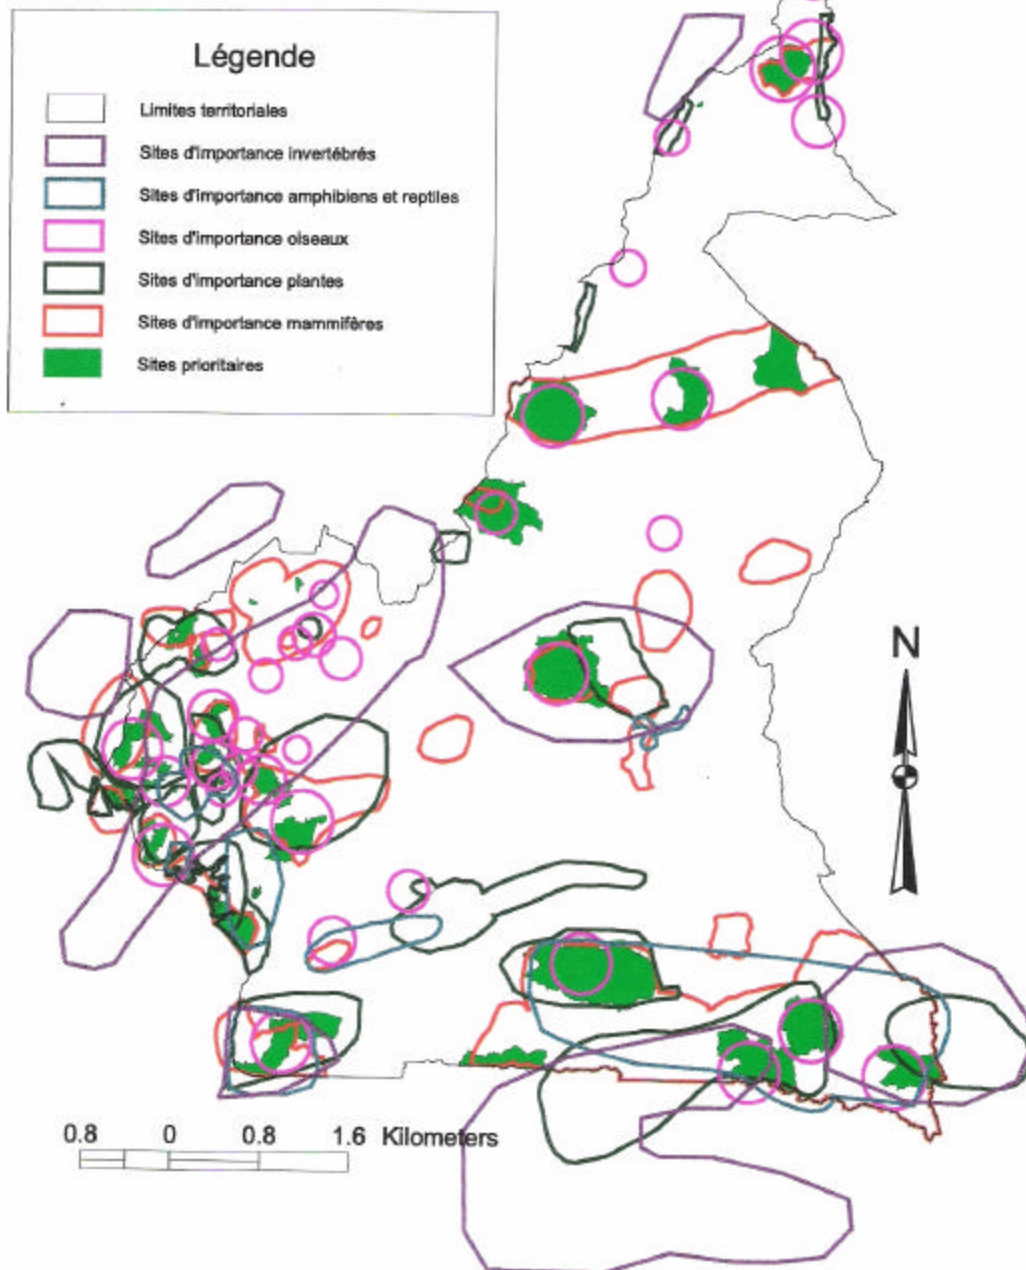 Légende
Limites territoriales
Sites d'importance invertébrés
Sites d'importance amphibiens et reptiles
Sites d'importance oiseaux
Sites d'importance plantes
Sites d'importance mammifères
Sites prioritaires
N
0.8 0 0.8 1.6 Kilometers